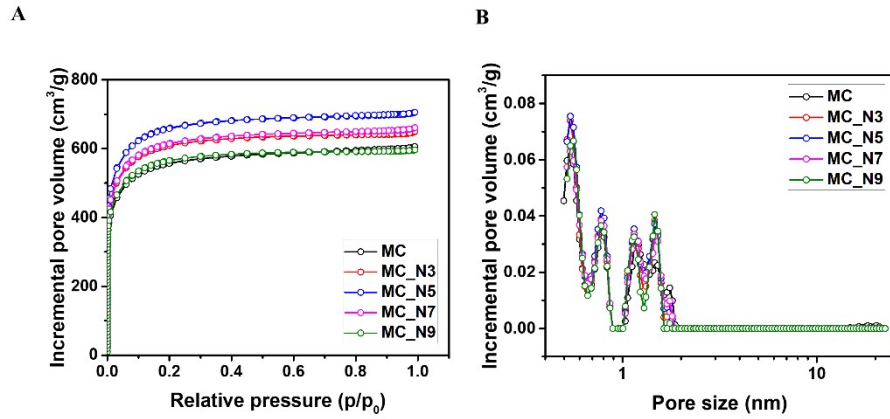 A
Incremental pore volume (cm³/g)
800
600
400
200
0
0.0 0.2 0.4 0.6 0.8 1.0
Relative pressure (p/p₀)
MC
MC_N3
MC_N5
MC_N7
MC_N9
B
Incremental pore volume (cm³/g)
0.08
0.06
0.04
0.02
0.00
1 10
Pore size (nm)
MC
MC_N3
MC_N5
MC_N7
MC_N9